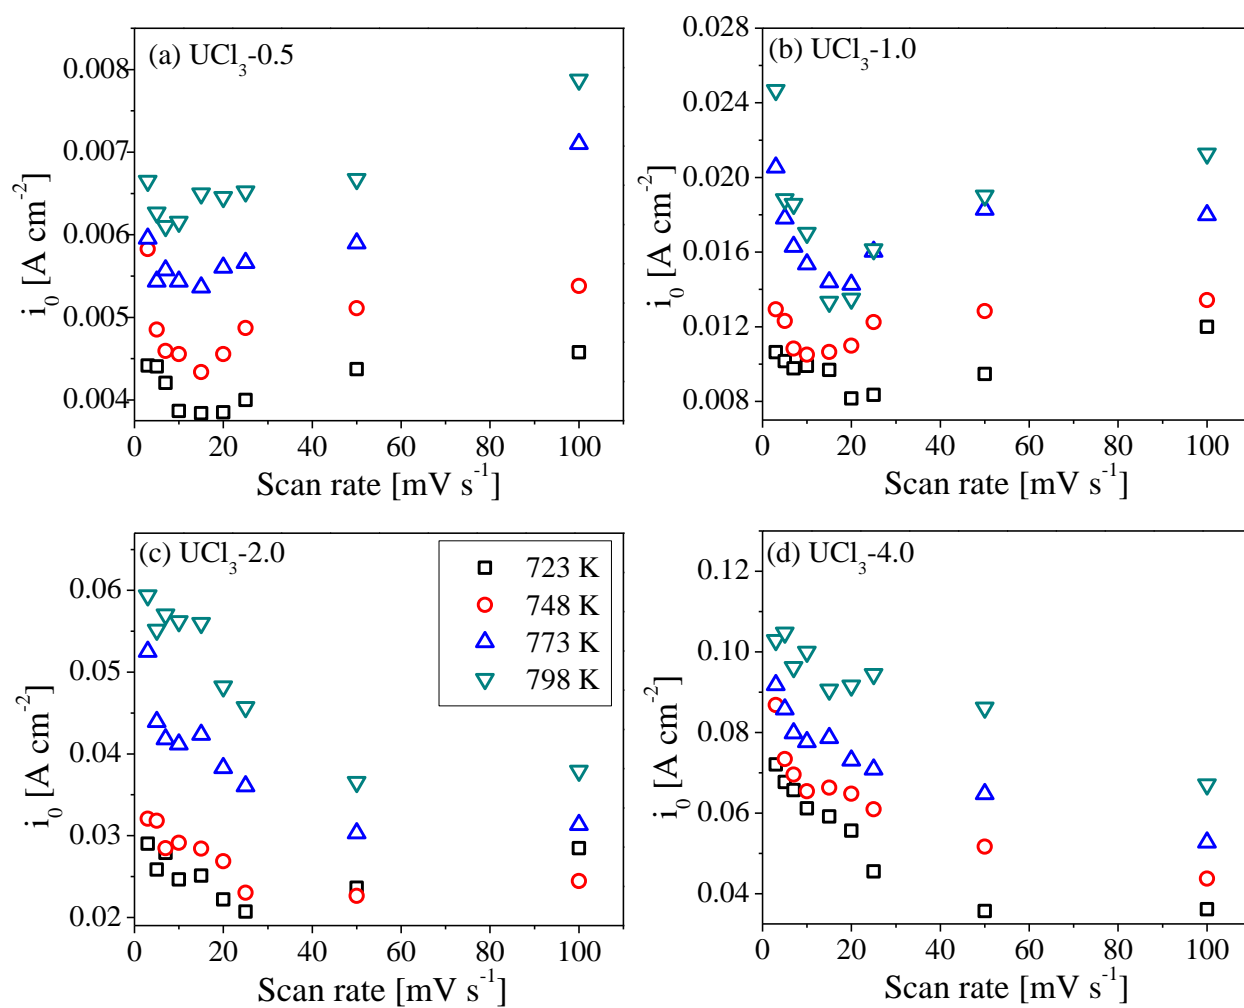 (a) UCl₃-0.5
0.008
0.007
0.006
0.005
0.004
i₀ [A cm⁻²]
0 20 40 60 80 100
Scan rate [mV s⁻¹]
(b) UCl₃-1.0
0.028
0.024
0.020
0.016
0.012
0.008
i₀ [A cm⁻²]
0 20 40 60 80 100
Scan rate [mV s⁻¹]
(c) UCl₃-2.0
0.06
0.05
0.04
0.03
0.02
i₀ [A cm⁻²]
723 K
748 K
773 K
798 K
0 20 40 60 80 100
Scan rate [mV s⁻¹]
(d) UCl₃-4.0
0.12
0.10
0.08
0.06
0.04
i₀ [A cm⁻²]
0 20 40 60 80 100
Scan rate [mV s⁻¹]